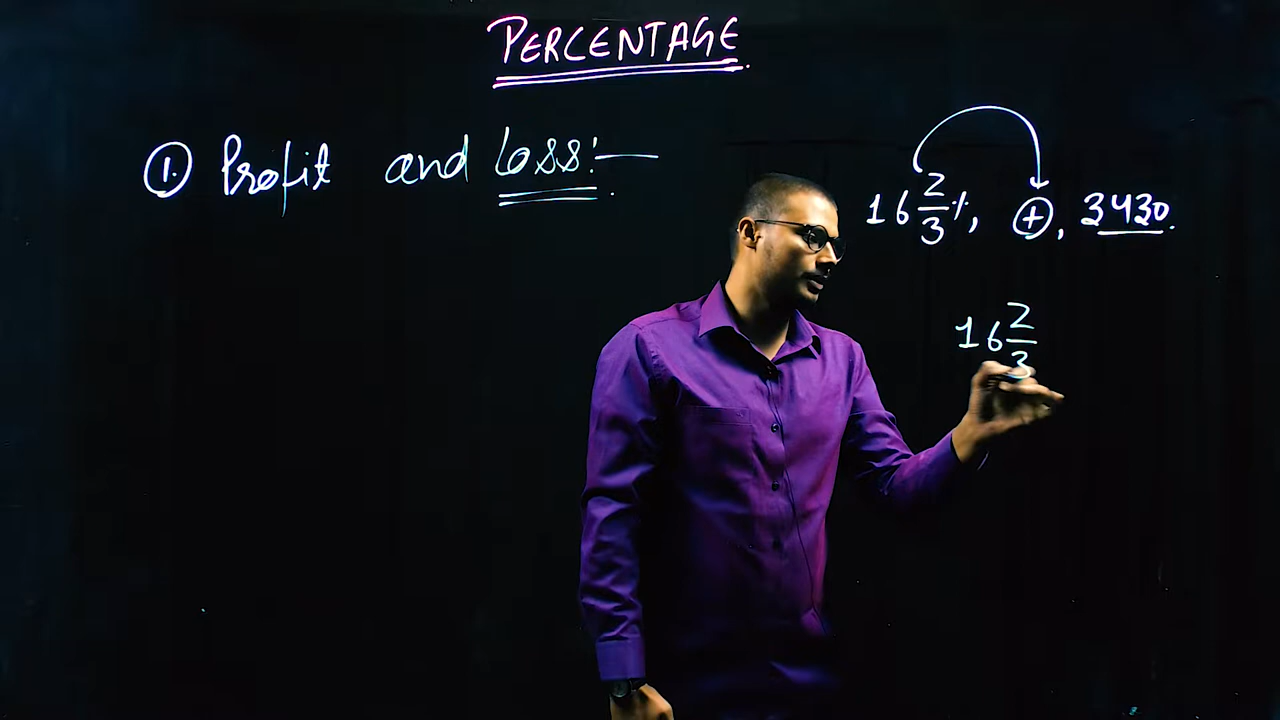 PERCENTAGE
1. Profit and loss:—
16 2/3 %, +, 3430.
16 2/3